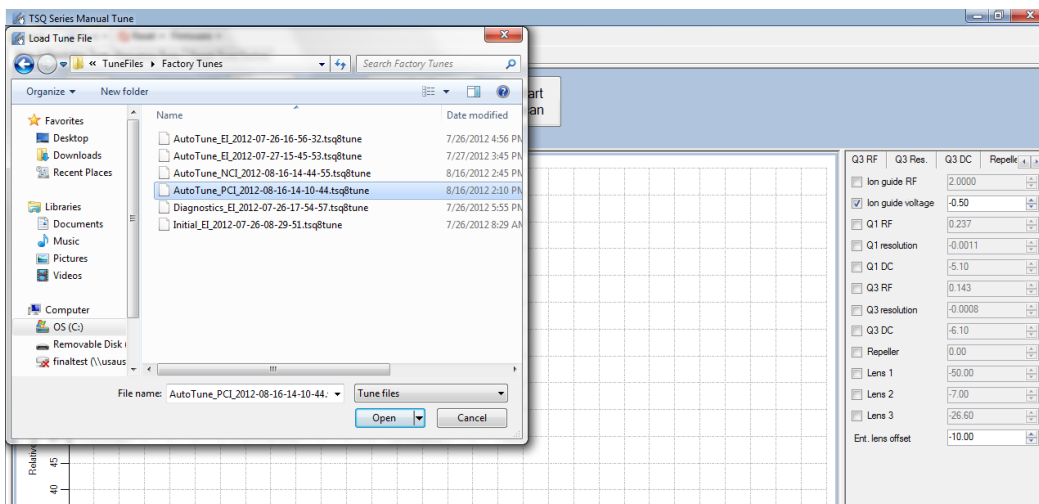 TSQ Series Manual Tune
Load Tune File
« TuneFiles ▸ Factory Tunes
Search Factory Tunes
Organize
New folder
Name
Date modified
Favorites
Desktop
Downloads
Recent Places
Libraries
Documents
Music
Pictures
Videos
Computer
OS (C:)
Removable Disk
finaltest (\\usaus
AutoTune_EI_2012-07-26-16-56-32.tsq8tune 7/26/2012 4:56 PM
AutoTune_EI_2012-07-27-15-45-53.tsq8tune 7/27/2012 3:45 PM
AutoTune_NCI_2012-08-16-14-44-55.tsq8tune 8/16/2012 2:45 PM
AutoTune_PCI_2012-08-16-14-10-44.tsq8tune 8/16/2012 2:10 PM
Diagnostics_EI_2012-07-26-17-54-57.tsq8tune 7/26/2012 5:55 PM
Initial_EI_2012-07-26-08-29-51.tsq8tune 7/26/2012 8:29 AM
File name: AutoTune_PCI_2012-08-16-14-10-44.
Tune files
Open
Cancel
art
an
Q3 RF Q3 Res. Q3 DC Repelle
Ion guide RF 2.0000
Ion guide voltage -0.50
Q1 RF 0.237
Q1 resolution -0.0011
Q1 DC -5.10
Q3 RF 0.143
Q3 resolution -0.0008
Q3 DC -6.10
Repeller 0.00
Lens 1 -50.00
Lens 2 -7.00
Lens 3 -26.60
Ent. lens offset -10.00
Relative
45
40